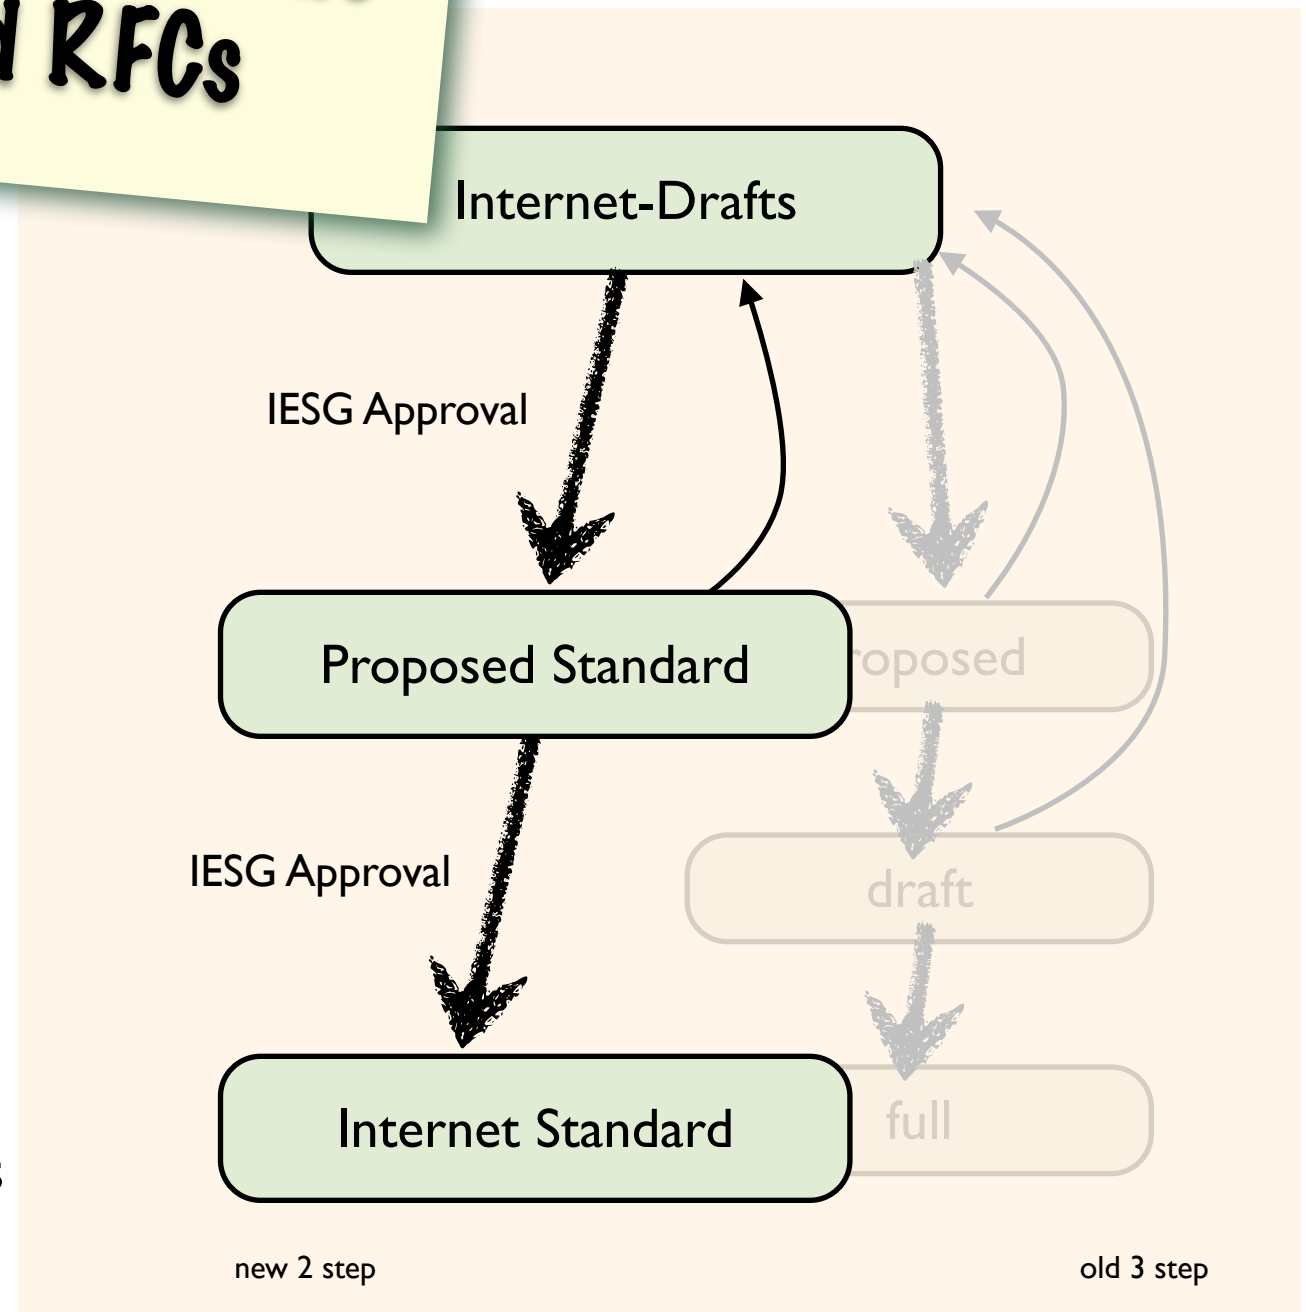 RFCs
Internet-Drafts
IESG Approval
Proposed Standard
IESG Approval
draft
Internet Standard
full
new 2 step
old 3 step